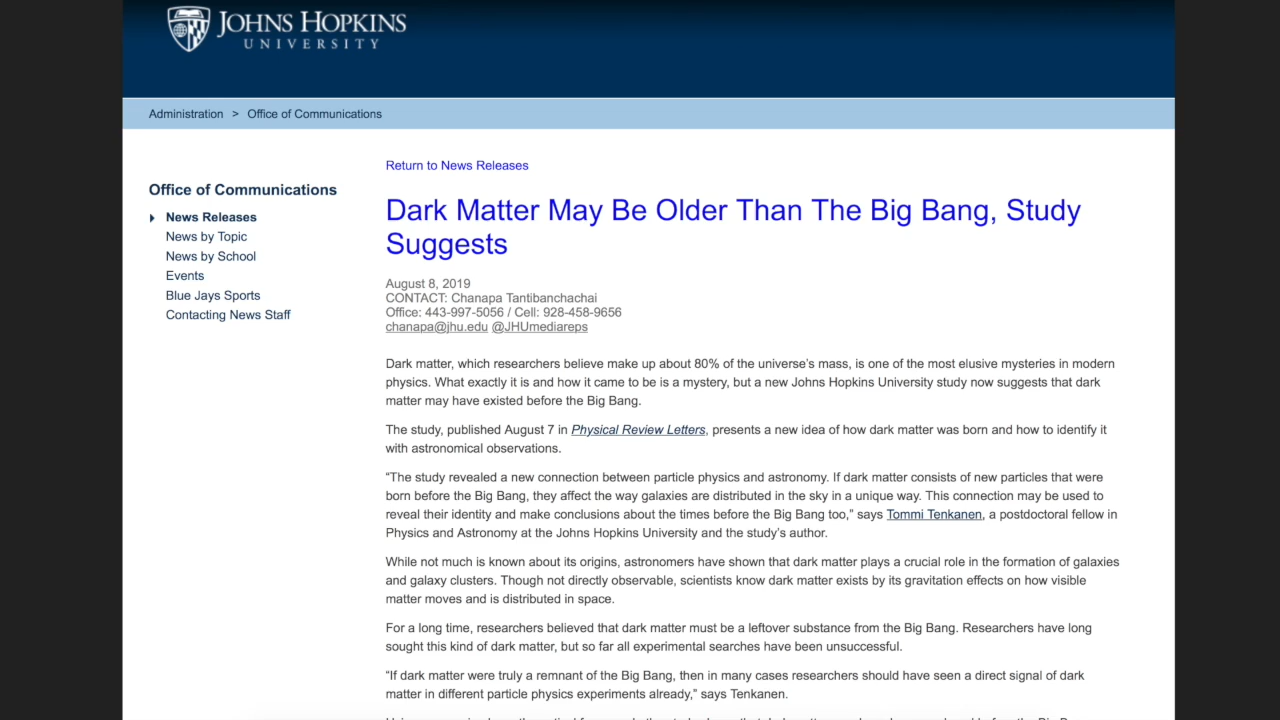 JOHNS HOPKINS
UNIVERSITY
Administration > Office of Communications
Return to News Releases
Office of Communications
News Releases
News by Topic
News by School
Events
Blue Jays Sports
Contacting News Staff
Dark Matter May Be Older Than The Big Bang, Study
Suggests
August 8, 2019
CONTACT: Chanapa Tantibanchachai
Office: 443-997-5056 / Cell: 928-458-9656
chanapa@jhu.edu @JHUmediareps
Dark matter, which researchers believe make up about 80% of the universe's mass, is one of the most elusive mysteries in modern
physics. What exactly it is and how it came to be is a mystery, but a new Johns Hopkins University study now suggests that dark
matter may have existed before the Big Bang.
The study, published August 7 in Physical Review Letters, presents a new idea of how dark matter was born and how to identify it
with astronomical observations.
“The study revealed a new connection between particle physics and astronomy. If dark matter consists of new particles that were
born before the Big Bang, they affect the way galaxies are distributed in the sky in a unique way. This connection may be used to
reveal their identity and make conclusions about the times before the Big Bang too,” says Tommi Tenkanen, a postdoctoral fellow in
Physics and Astronomy at the Johns Hopkins University and the study's author.
While not much is known about its origins, astronomers have shown that dark matter plays a crucial role in the formation of galaxies
and galaxy clusters. Though not directly observable, scientists know dark matter exists by its gravitation effects on how visible
matter moves and is distributed in space.
For a long time, researchers believed that dark matter must be a leftover substance from the Big Bang. Researchers have long
sought this kind of dark matter, but so far all experimental searches have been unsuccessful.
“If dark matter were truly a remnant of the Big Bang, then in many cases researchers should have seen a direct signal of dark
matter in different particle physics experiments already,” says Tenkanen.